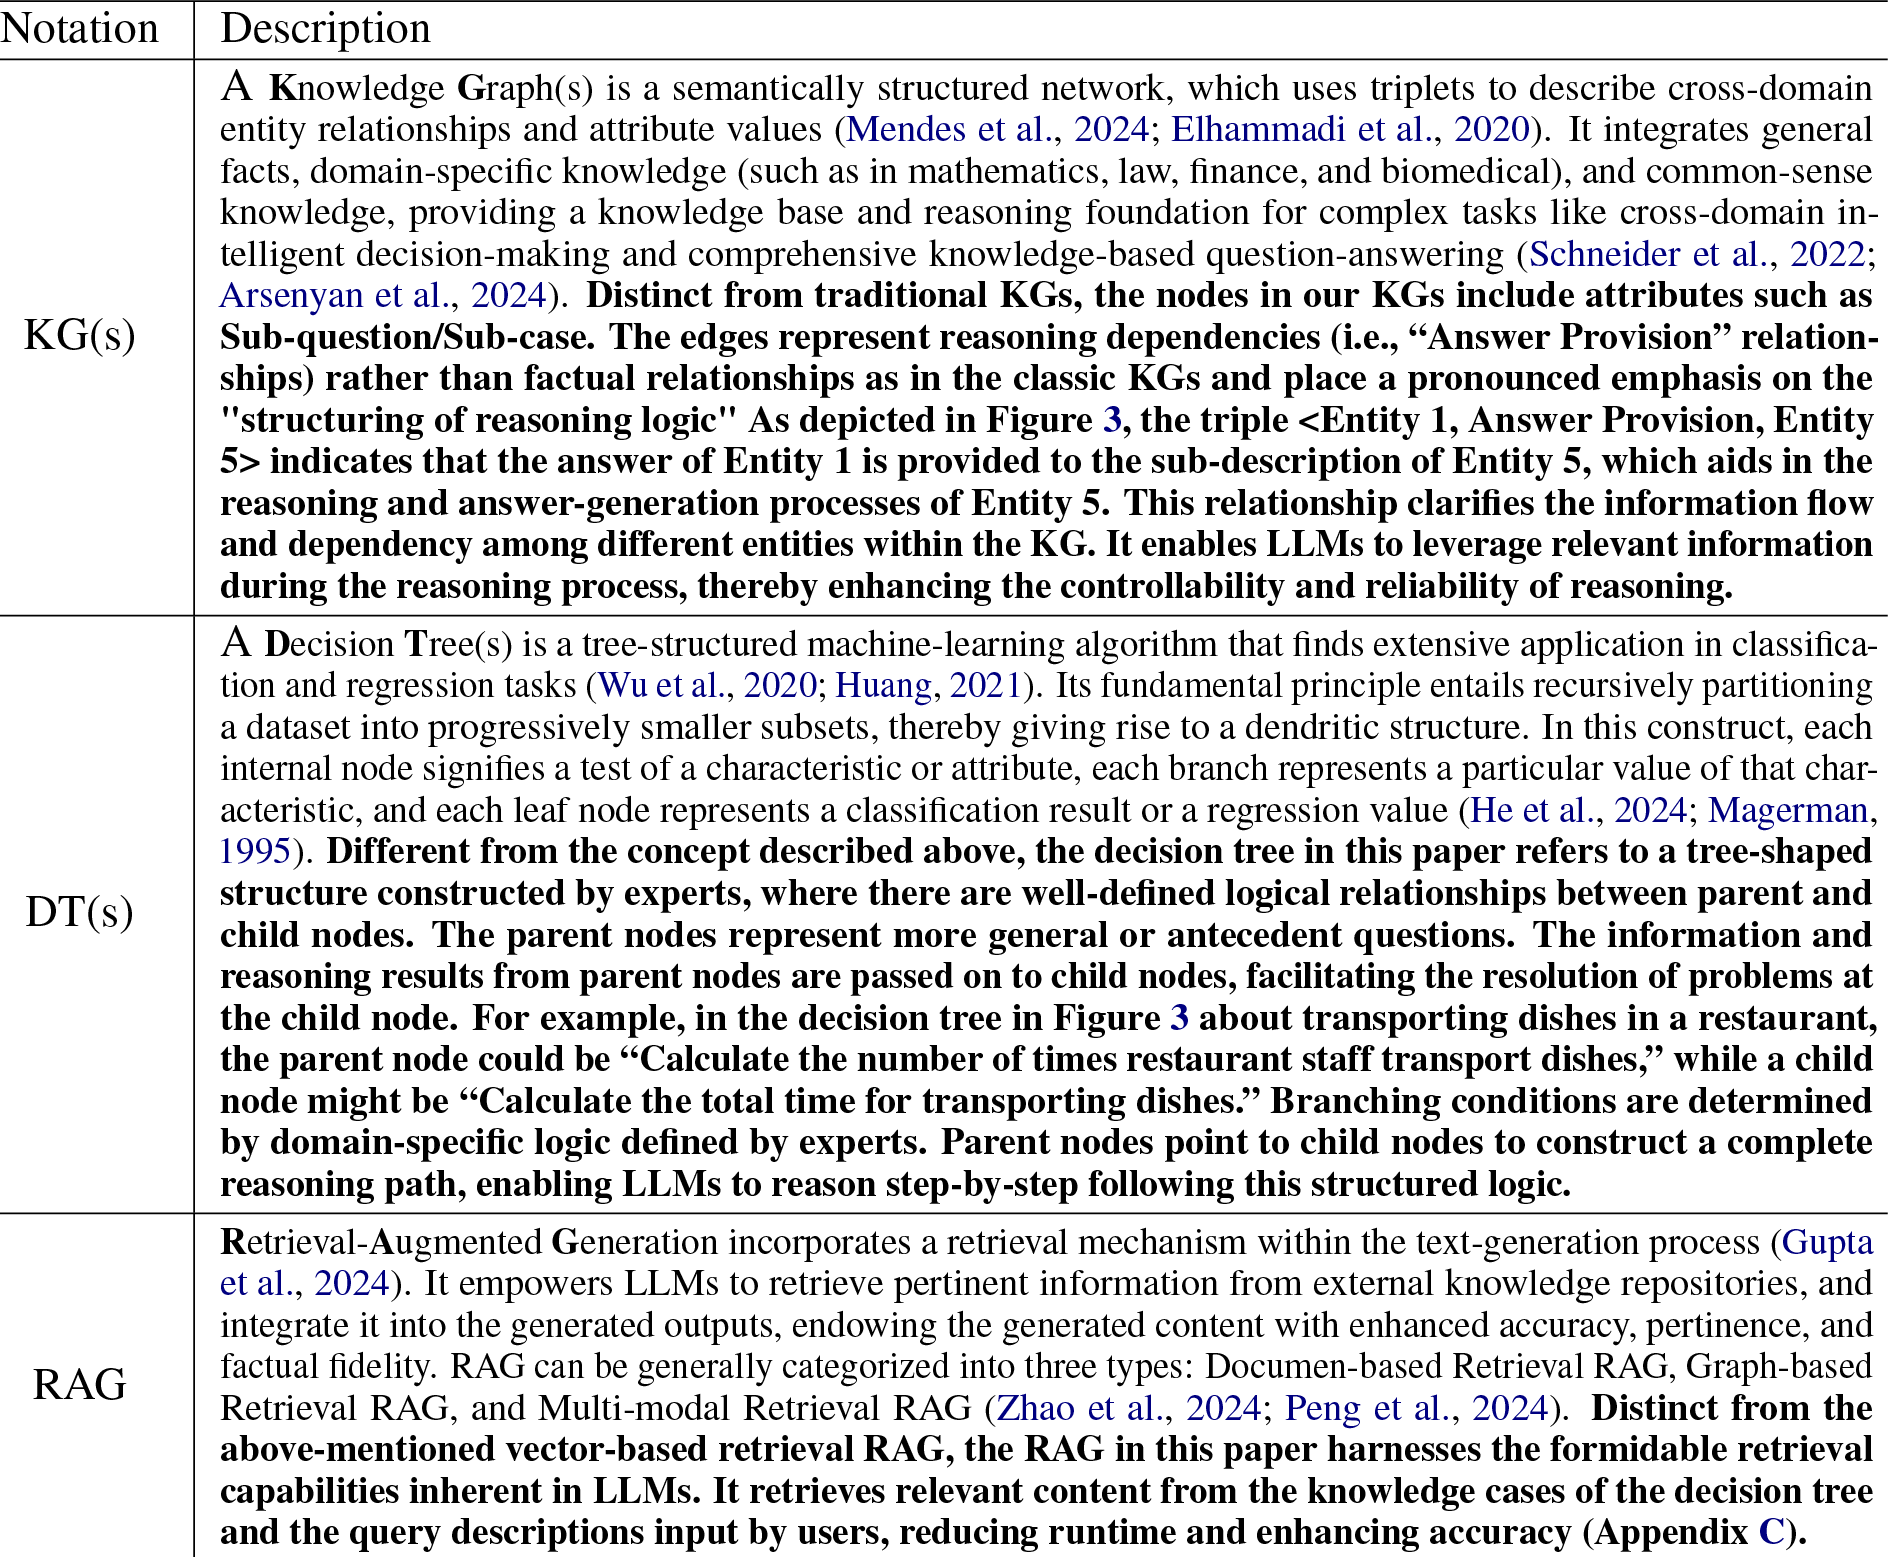 Notation Description
A Knowledge Graph(s) is a semantically structured network, which uses triplets to describe cross-domain
entity relationships and attribute values (Mendes et al., 2024; Elhammadi et al., 2020). It integrates general
facts, domain-specific knowledge (such as in mathematics, law, finance, and biomedical), and common-sense
knowledge, providing a knowledge base and reasoning foundation for complex tasks like cross-domain in-
telligent decision-making and comprehensive knowledge-based question-answering (Schneider et al., 2022;
Arsenyan et al., 2024). Distinct from traditional KGs, the nodes in our KGs include attributes such as
KG(s)
Sub-question/Sub-case. The edges represent reasoning dependencies (i.e., “Answer Provision” relation-
ships) rather than factual relationships as in the classic KGs and place a pronounced emphasis on the
"structuring of reasoning logic" As depicted in Figure 3, the triple <Entity 1, Answer Provision, Entity
5> indicates that the answer of Entity 1 is provided to the sub-description of Entity 5, which aids in the
reasoning and answer-generation processes of Entity 5. This relationship clarifies the information flow
and dependency among different entities within the KG. It enables LLMs to leverage relevant information
during the reasoning process, thereby enhancing the controllability and reliability of reasoning.
A Decision Tree(s) is a tree-structured machine-learning algorithm that finds extensive application in classifica-
tion and regression tasks (Wu et al., 2020; Huang, 2021). Its fundamental principle entails recursively partitioning
a dataset into progressively smaller subsets, thereby giving rise to a dendritic structure. In this construct, each
internal node signifies a test of a characteristic or attribute, each branch represents a particular value of that char-
acteristic, and each leaf node represents a classification result or a regression value (He et al., 2024; Magerman,
1995). Different from the concept described above, the decision tree in this paper refers to a tree-shaped
structure constructed by experts, where there are well-defined logical relationships between parent and
DT(s)
child nodes. The parent nodes represent more general or antecedent questions. The information and
reasoning results from parent nodes are passed on to child nodes, facilitating the resolution of problems at
the child node. For example, in the decision tree in Figure 3 about transporting dishes in a restaurant,
the parent node could be “Calculate the number of times restaurant staff transport dishes,” while a child
node might be “Calculate the total time for transporting dishes.” Branching conditions are determined
by domain-specific logic defined by experts. Parent nodes point to child nodes to construct a complete
reasoning path, enabling LLMs to reason step-by-step following this structured logic.
Retrieval-Augmented Generation incorporates a retrieval mechanism within the text-generation process (Gupta
et al., 2024). It empowers LLMs to retrieve pertinent information from external knowledge repositories, and
integrate it into the generated outputs, endowing the generated content with enhanced accuracy, pertinence, and
factual fidelity. RAG can be generally categorized into three types: Documen-based Retrieval RAG, Graph-based
RAG
Retrieval RAG, and Multi-modal Retrieval RAG (Zhao et al., 2024; Peng et al., 2024). Distinct from the
above-mentioned vector-based retrieval RAG, the RAG in this paper harnesses the formidable retrieval
capabilities inherent in LLMs. It retrieves relevant content from the knowledge cases of the decision tree
and the query descriptions input by users, reducing runtime and enhancing accuracy (Appendix C).